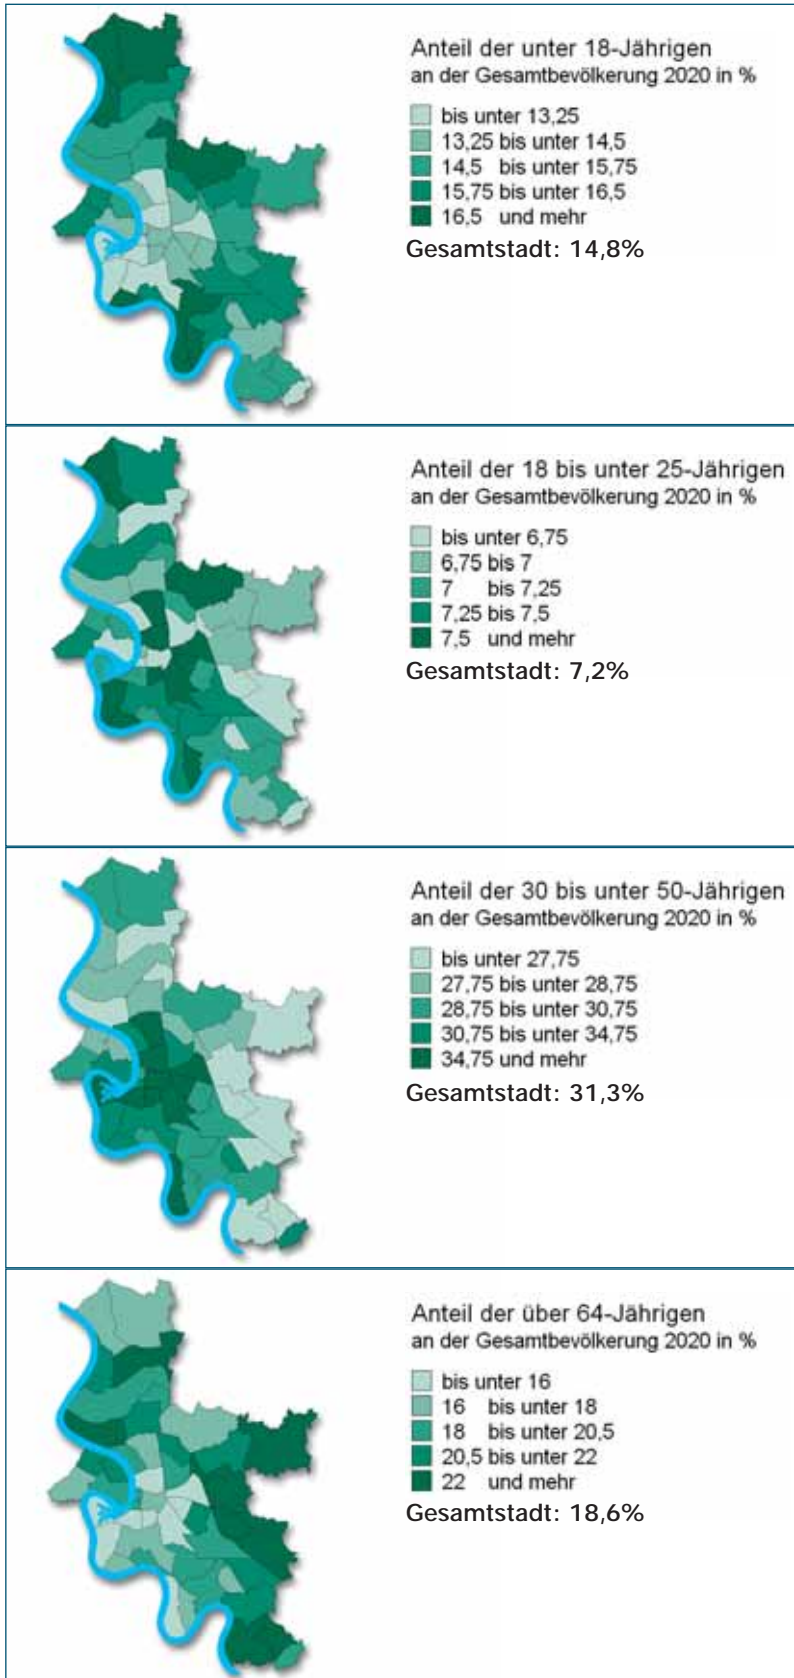 Anteil der unter 18-Jährigen
an der Gesamtbevölkerung 2020 in %
bis unter 13,25
13,25 bis unter 14,5
14,5 bis unter 15,75
15,75 bis unter 16,5
16,5 und mehr
Gesamtstadt: 14,8%
Anteil der 18 bis unter 25-Jährigen
an der Gesamtbevölkerung 2020 in %
bis unter 6,75
6,75 bis 7
7 bis 7,25
7,25 bis 7,5
7,5 und mehr
Gesamtstadt: 7,2%
Anteil der 30 bis unter 50-Jährigen
an der Gesamtbevölkerung 2020 in %
bis unter 27,75
27,75 bis unter 28,75
28,75 bis unter 30,75
30,75 bis unter 34,75
34,75 und mehr
Gesamtstadt: 31,3%
Anteil der über 64-Jährigen
an der Gesamtbevölkerung 2020 in %
bis unter 16
16 bis unter 18
18 bis unter 20,5
20,5 bis unter 22
22 und mehr
Gesamtstadt: 18,6%